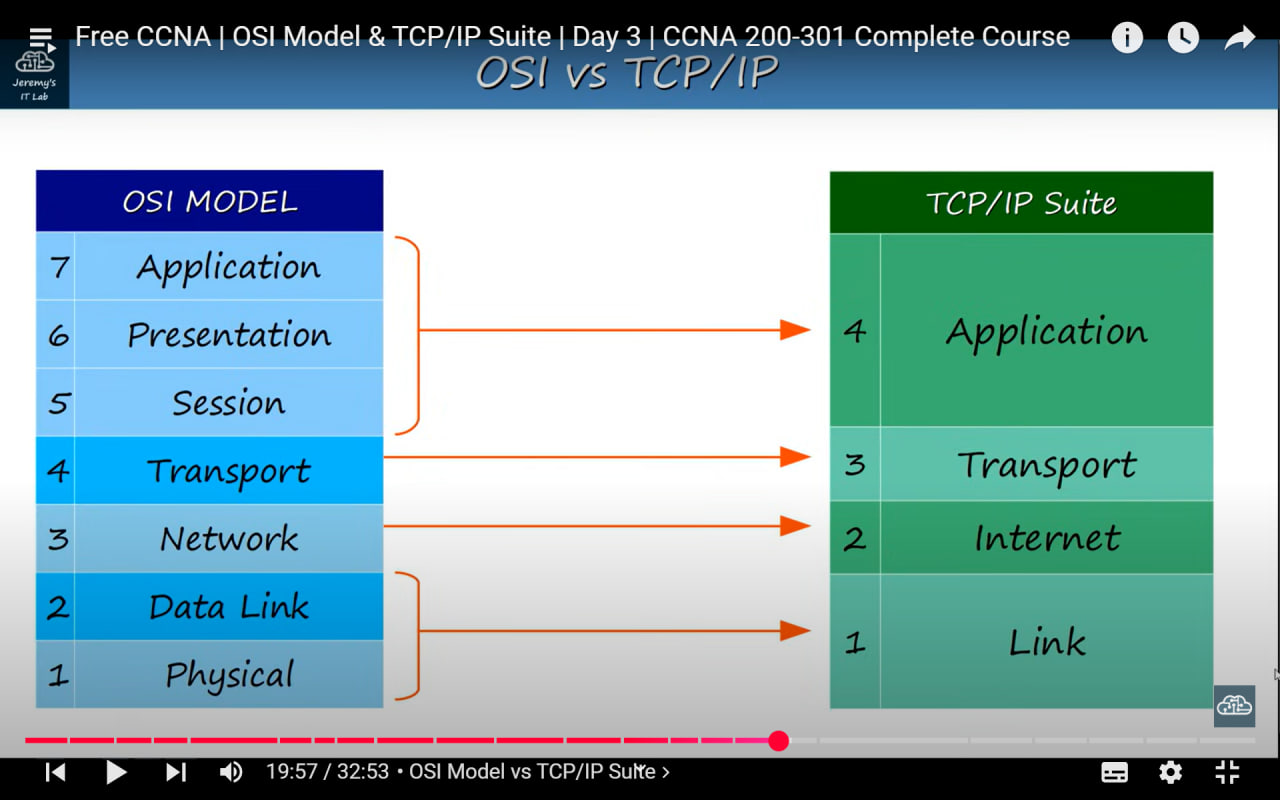 Free CCNA | OSI Model & TCP/IP Suite | Day 3 | CCNA 200-301 Complete Course
Jeremy's
IT Lab
OSI vs TCP/IP
OSI MODEL
7 Application
6 Presentation
5 Session
4 Transport
3 Network
2 Data Link
1 Physical
TCP/IP Suite
4 Application
3 Transport
2 Internet
1 Link
19:57 / 32:53 • OSI Model vs TCP/IP Suite >